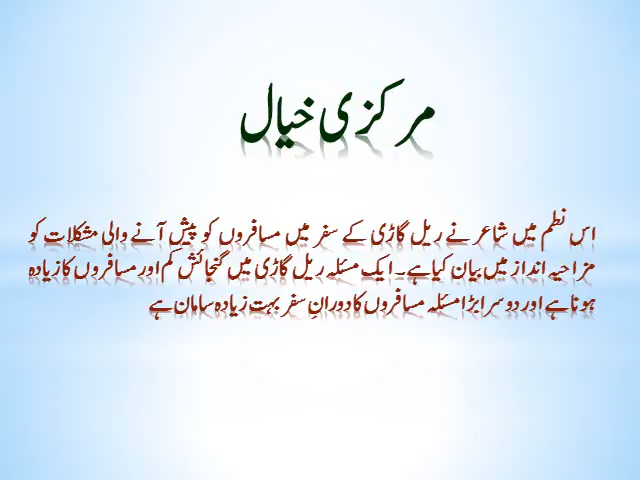 مرکزی خیال
اس نظم میں شاعر نے ریل گاڑی کے سفر میں مسافروں کو پیش آنے والی مشکلات کو
مزاحیہ انداز میں بیان کیا ہے۔ ایک مسئلہ ریل گاڑی میں گنجائش کم اور مسافروں کا زیادہ
ہونا ہے اور دوسرا بڑا مسئلہ مسافروں کا دورانِ سفر بہت زیادہ سامان ہے